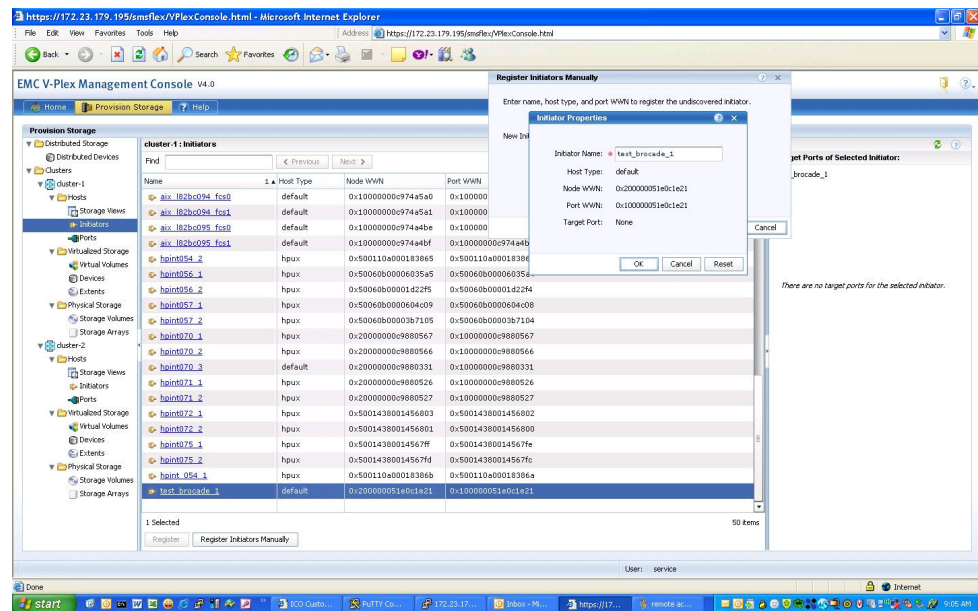 https://172.23.179.195/smsflex/VPlexConsole.html - Microsoft Internet Explorer
File Edit View Favorites Tools Help
Address https://172.23.179.195/smsflex/VPlexConsole.html
Back Search Favorites
EMC V-Plex Management Console V4.0
Home Provision Storage Help
Register Initiators Manually
Enter name, host type, and port WWN to register the undiscovered initiator.
New Ini
Cancel
Initiator Properties
Initiator Name: * test_brocade_1
Host Type: default
Node WWN: 0x200000051e0c1e21
Port WWN: 0x100000051e0c1e21
Target Port: None
OK Cancel Reset
Provision Storage
Distributed Storage
Distributed Devices
Clusters
cluster-1
Hosts
Storage Views
Initiators
Ports
Virtualized Storage
Virtual Volumes
Devices
Extents
Physical Storage
Storage Volumes
Storage Arrays
cluster-2
Hosts
Storage Views
Initiators
Ports
Virtualized Storage
Virtual Volumes
Devices
Extents
Physical Storage
Storage Volumes
Storage Arrays
cluster-1 : Initiators
Find < Previous Next >
Name 1 Host Type Node WWN Port WWN
aix_l82bc094_fcs0 default 0x10000000c974a5a0 0x100000
aix_l82bc094_fcs1 default 0x10000000c974a5a1 0x100000
aix_l82bc095_fcs0 default 0x10000000c974a4be 0x100000
aix_l82bc095_fcs1 default 0x10000000c974a4bf 0x10000000c974a4b
hpint054_2 hpux 0x500110a000183865 0x500110a00018386
hpint056_1 hpux 0x50060b00006035a5 0x50060b00006035a
hpint056_2 hpux 0x50060b00001d22f5 0x50060b00001d22f4
hpint057_1 hpux 0x50060b0000604c09 0x50060b0000604c08
hpint057_2 hpux 0x50060b00003b7105 0x50060b00003b7104
hpint070_1 hpux 0x20000000c9880567 0x10000000c9880567
hpint070_2 hpux 0x20000000c9880566 0x10000000c9880566
hpint070_3 default 0x20000000c9880331 0x10000000c9880331
hpint071_1 hpux 0x20000000c9880526 0x10000000c9880526
hpint071_2 hpux 0x20000000c9880527 0x10000000c9880527
hpint072_1 hpux 0x5001438001456803 0x5001438001456802
hpint072_2 hpux 0x5001438001456801 0x5001438001456800
hpint075_1 hpux 0x50014380014567ff 0x50014380014567fe
hpint075_2 hpux 0x50014380014567fd 0x50014380014567fc
hpint_054_1 hpux 0x500110a00018386b 0x500110a00018386a
test_brocade_1 default 0x200000051e0c1e21 0x100000051e0c1e21
1 Selected 50 items
Register Register Initiators Manually
get Ports of Selected Initiator:
brocade_1
There are no target ports for the selected initiator.
User: service
Done Internet
start ICO Custo... PuTTY Co... 172.23.17... Inbox - Mi... https://17... remote ac... 9:05 AM